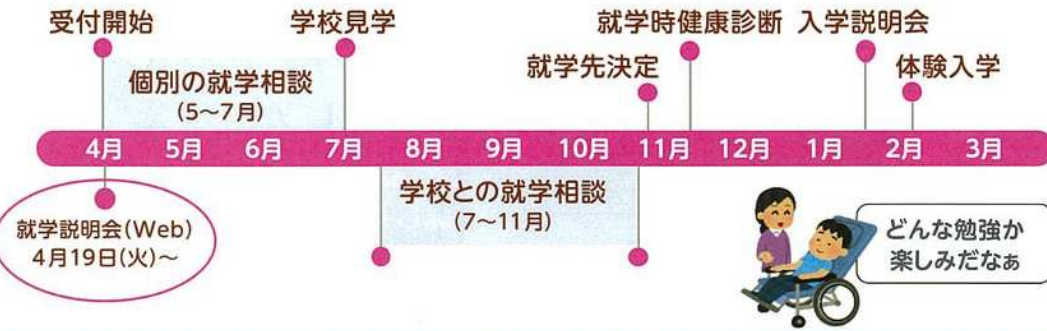 受付開始
学校見学
就学時健康診断
入学説明会
就学先決定
体験入学
個別の就学相談
(5〜7月)
4月 5月 6月 7月 8月 9月 10月 11月 12月 1月 2月 3月
就学説明会(Web)
4月19日(火)〜
学校との就学相談
(7〜11月)
どんな勉強か
楽しみだなぁ